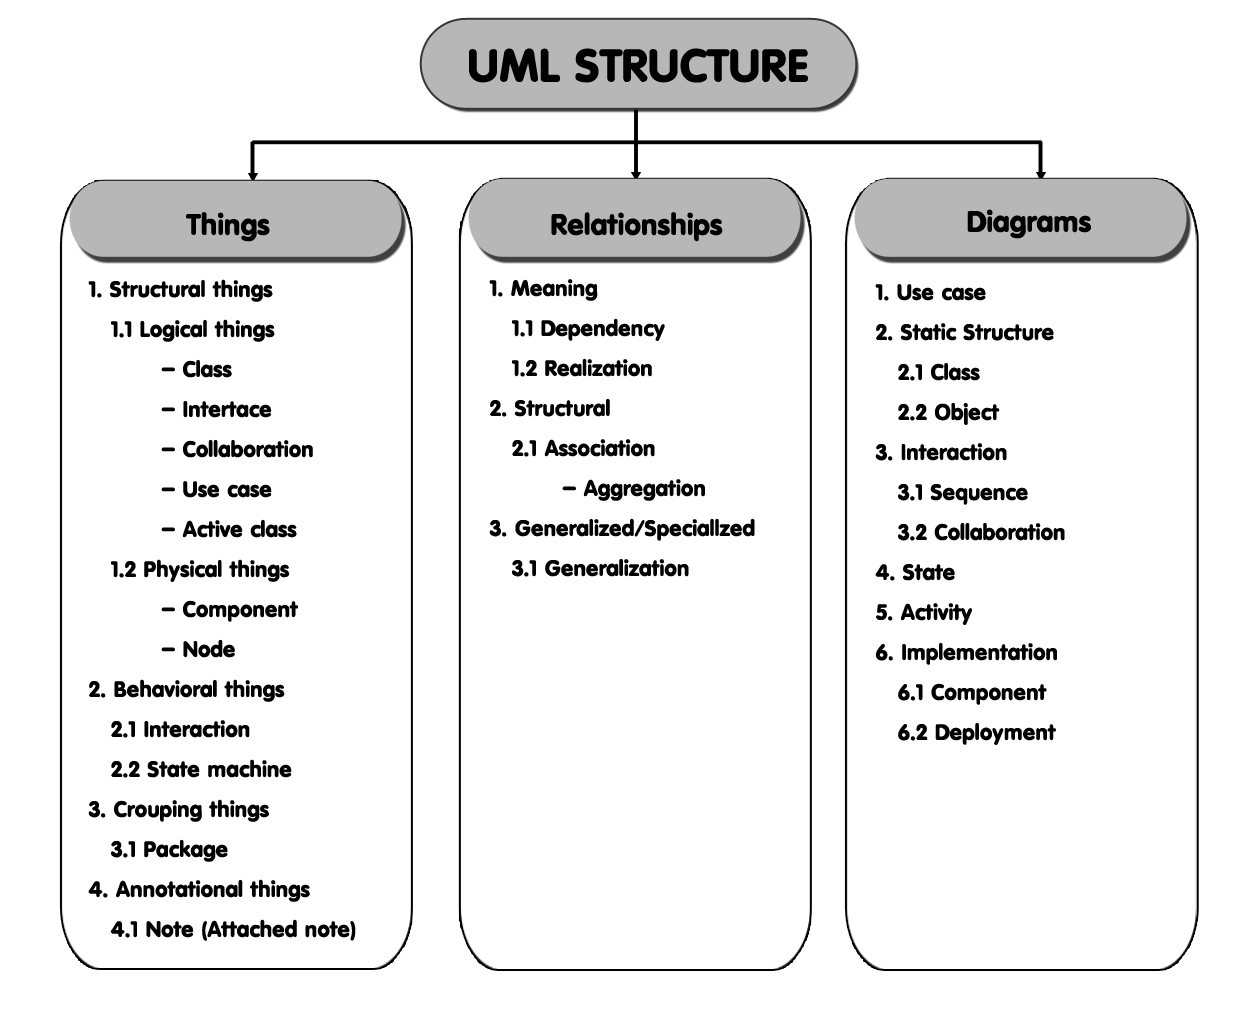 UML STRUCTURE
Things
1. Structural things
1.1 Logical things
– Class
– Intertace
– Collaboration
– Use case
– Active class
1.2 Physical things
– Component
– Node
2. Behavioral things
2.1 Interaction
2.2 State machine
3. Crouping things
3.1 Package
4. Annotational things
4.1 Note (Attached note)
Relationships
1. Meaning
1.1 Dependency
1.2 Realization
2. Structural
2.1 Association
– Aggregation
3. Generalized/Speciallzed
3.1 Generalization
Diagrams
1. Use case
2. Static Structure
2.1 Class
2.2 Object
3. Interaction
3.1 Sequence
3.2 Collaboration
4. State
5. Activity
6. Implementation
6.1 Component
6.2 Deployment